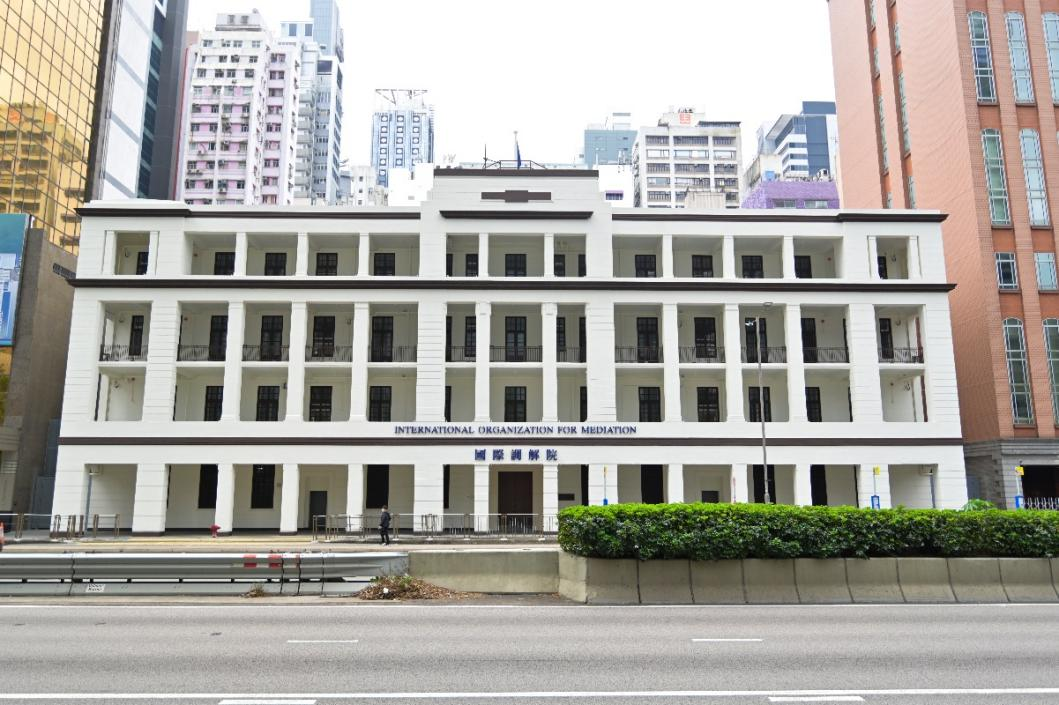 INTERNATIONAL ORGANIZATION FOR MEDIATION
國際調解院